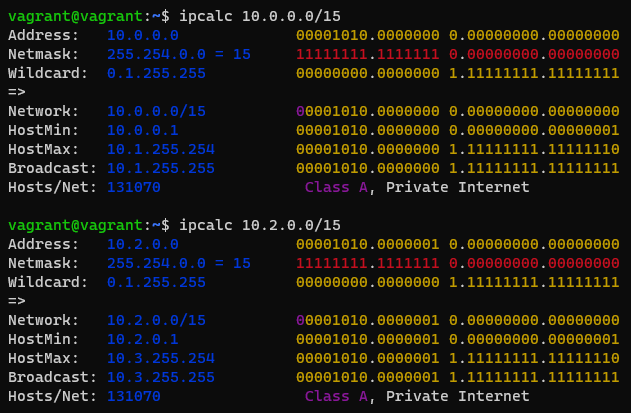 vagrant@vagrant:~$ ipcalc 10.0.0.0/15
Address:   10.0.0.0             00001010.0000000 0.00000000.00000000
Netmask:   255.254.0.0 = 15     11111111.1111111 0.00000000.00000000
Wildcard:  0.1.255.255          00000000.0000000 1.11111111.11111111
=>
Network:   10.0.0.0/15          00001010.0000000 0.00000000.00000000
HostMin:   10.0.0.1             00001010.0000000 0.00000000.00000001
HostMax:   10.1.255.254         00001010.0000000 1.11111111.11111110
Broadcast: 10.1.255.255         00001010.0000000 1.11111111.11111111
Hosts/Net: 131070                Class A, Private Internet
vagrant@vagrant:~$ ipcalc 10.2.0.0/15
Address:   10.2.0.0             00001010.0000001 0.00000000.00000000
Netmask:   255.254.0.0 = 15     11111111.1111111 0.00000000.00000000
Wildcard:  0.1.255.255          00000000.0000000 1.11111111.11111111
=>
Network:   10.2.0.0/15          00001010.0000001 0.00000000.00000000
HostMin:   10.2.0.1             00001010.0000001 0.00000000.00000001
HostMax:   10.3.255.254         00001010.0000001 1.11111111.11111110
Broadcast: 10.3.255.255         00001010.0000001 1.11111111.11111111
Hosts/Net: 131070                Class A, Private Internet